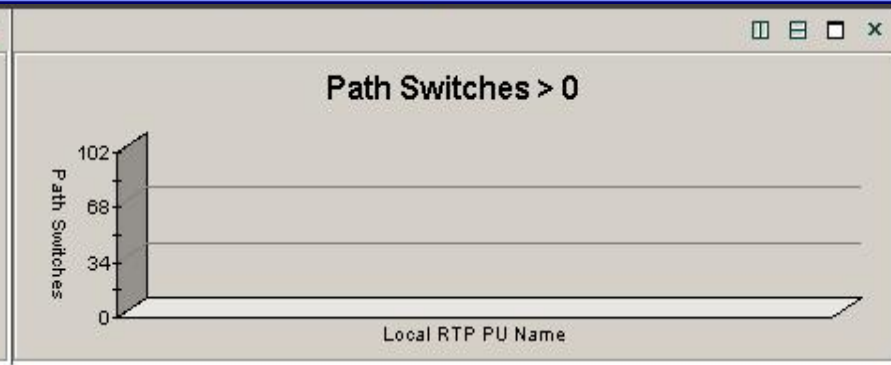 Path Switches > 0
102
68
34
0
Path Switches
Local RTP PU Name